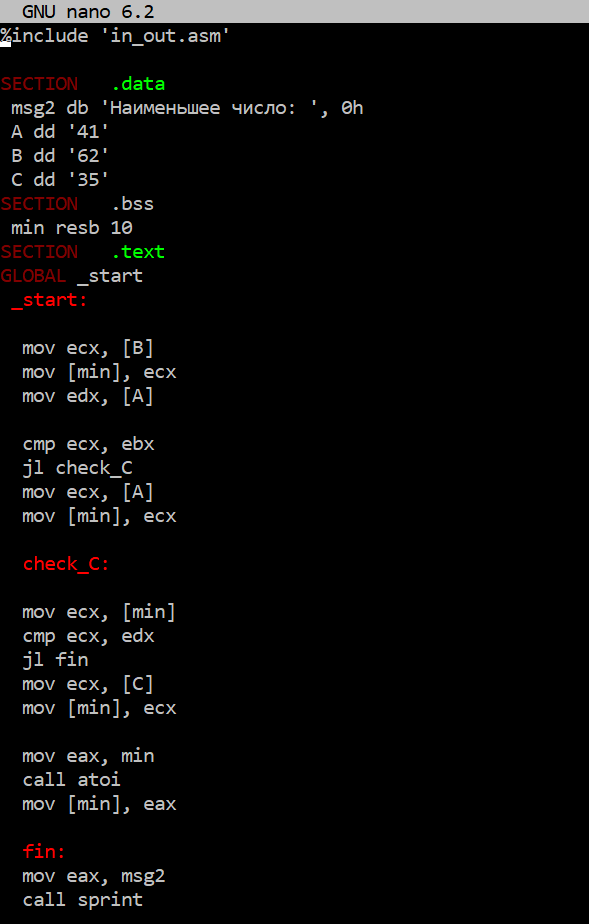 GNU nano 6.2
%include 'in_out.asm'
SECTION .data
msg2 db 'Наименьшее число: ', 0h
A dd '41'
B dd '62'
C dd '35'
SECTION .bss
min resb 10
SECTION .text
GLOBAL _start
_start:
mov ecx, [B]
mov [min], ecx
mov edx, [A]
cmp ecx, ebx
jl check_C
mov ecx, [A]
mov [min], ecx
check_C:
mov ecx, [min]
cmp ecx, edx
jl fin
mov ecx, [C]
mov [min], ecx
mov eax, min
call atoi
mov [min], eax
fin:
mov eax, msg2
call sprint